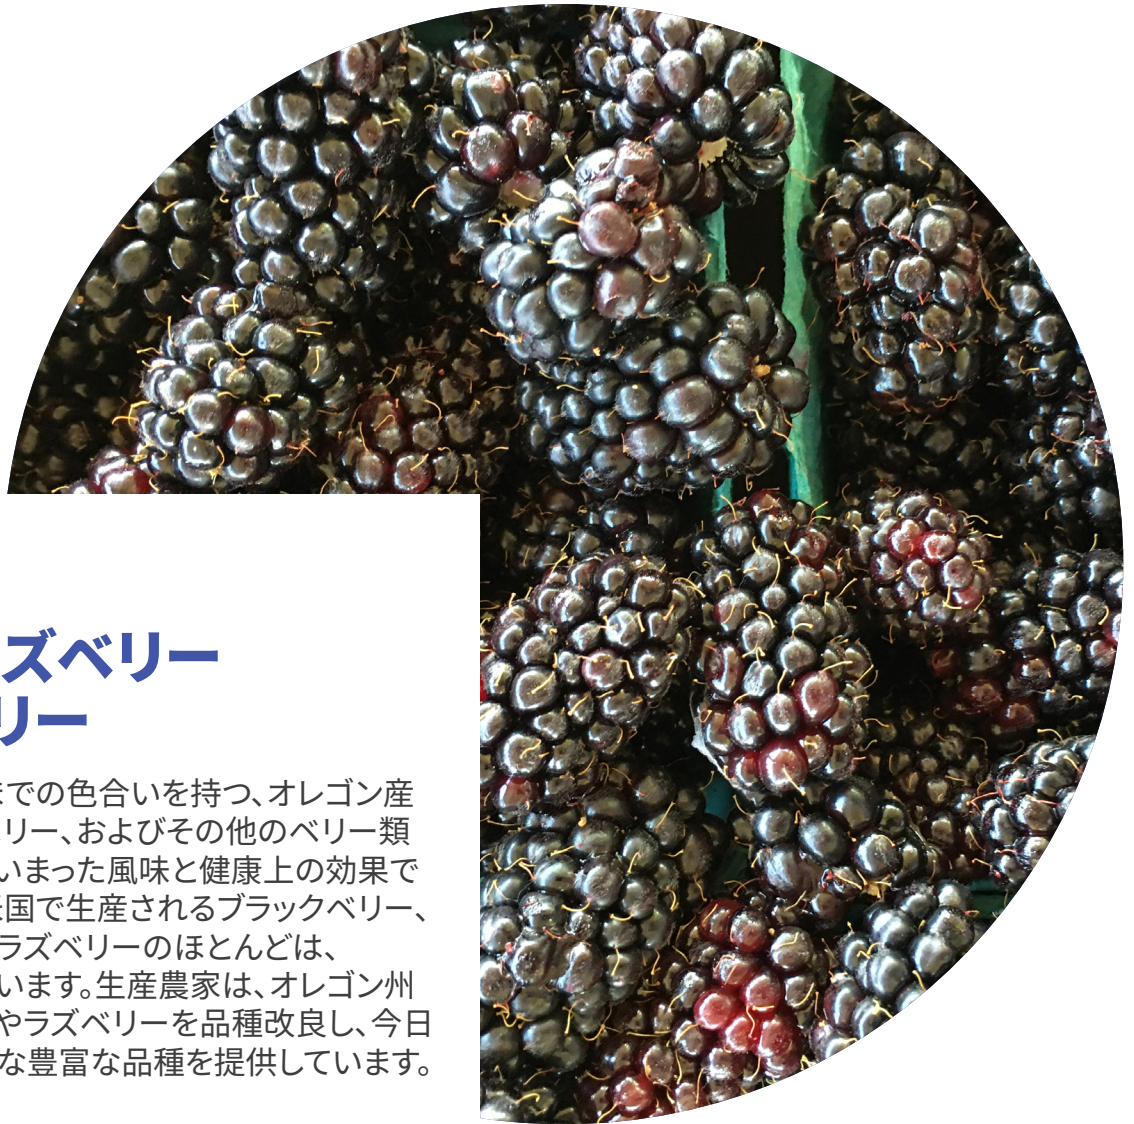 ズベリー
リー
までの色合いを持つ、オレゴン産
リー、およびその他のベリー類
いまった風味と健康上の効果で
米国で生産されるブラックベリー、
ラズベリーのほとんどは、
います。生産農家は、オレゴン州
やラズベリーを品種改良し、今日
な豊富な品種を提供しています。